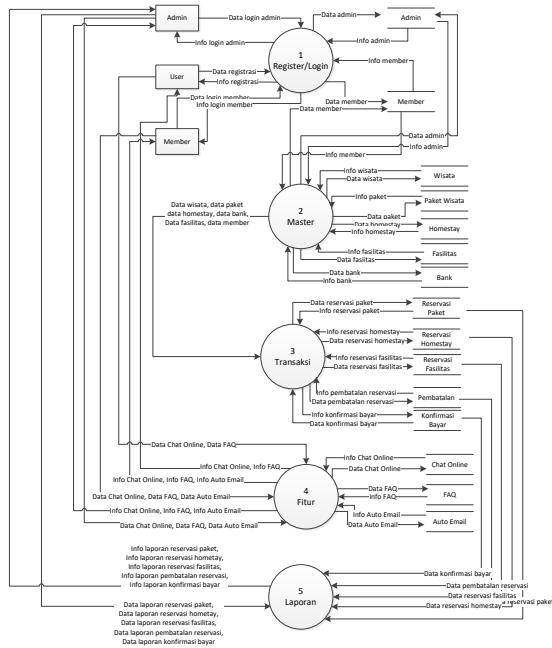 Admin
Data login admin
Info login admin
Data admin
Admin
Info admin
1
Register/Login
Info member
User
Data registrasi
Info registrasi
Data login member
Info login member
Data member
Data member
Member
Member
Data admin
Info admin
Info member
Info wisata
Data wisata
Wisata
Info paket
Data paket
Paket Wisata
2
Master
Data homestay
Info homestay
Homestay
Data wisata, data paket
data homestay, data bank,
Data fasilitas, data member
Info fasilitas
Data fasiltas
Fasilitas
Data bank
Info bank
Bank
Data reservasi paket
Info reservasi paket
Reservasi
Paket
3
Transaksi
Info reservasi homestay
Data reservasi homestay
Reservasi
Homestay
Info reservasi fasilitas
Data reservasi fasilitas
Reservasi
Fasilitas
Info pembatalan reservasi
Data pembatalan reservasi
Pembatalan
Info konfirmasi bayar
Data konfirmasi bayar
Konfirmasi
Bayar
Data Chat Online, Data FAQ
Info Chat Online, Info FAQ
Info Chat Online, Info FAQ, Info Auto Email
Data Chat Online, Data FAQ, Data Auto Email
Info Chat Online, Info FAQ, Info Auto Email
Data Chat Online, Data FAQ, Data Auto Email
4
Fitur
Info Chat Online
Data Chat Online
Chat Online
Data FAQ
Info FAQ
FAQ
Info Auto Email
Data Auto Email
Auto Email
Info laporan reservasi paket,
Info laporan reservasi hometay,
Info laporan reservasi fasilitas,
Info laporan pembatalan reservasi,
Info laporan konfirmasi bayar
Data laporan reservasi paket,
Data laporan reservasi hometay,
Data laporan reservasi fasilitas,
Data laporan pembatalan reservasi,
Data laporan konfirmasi bayar
5
Laporan
Data konfirmasi bayar
Data pembatalan reservasi
Data reservasi fasilitas
Data reservasi homestay
reservasi paket